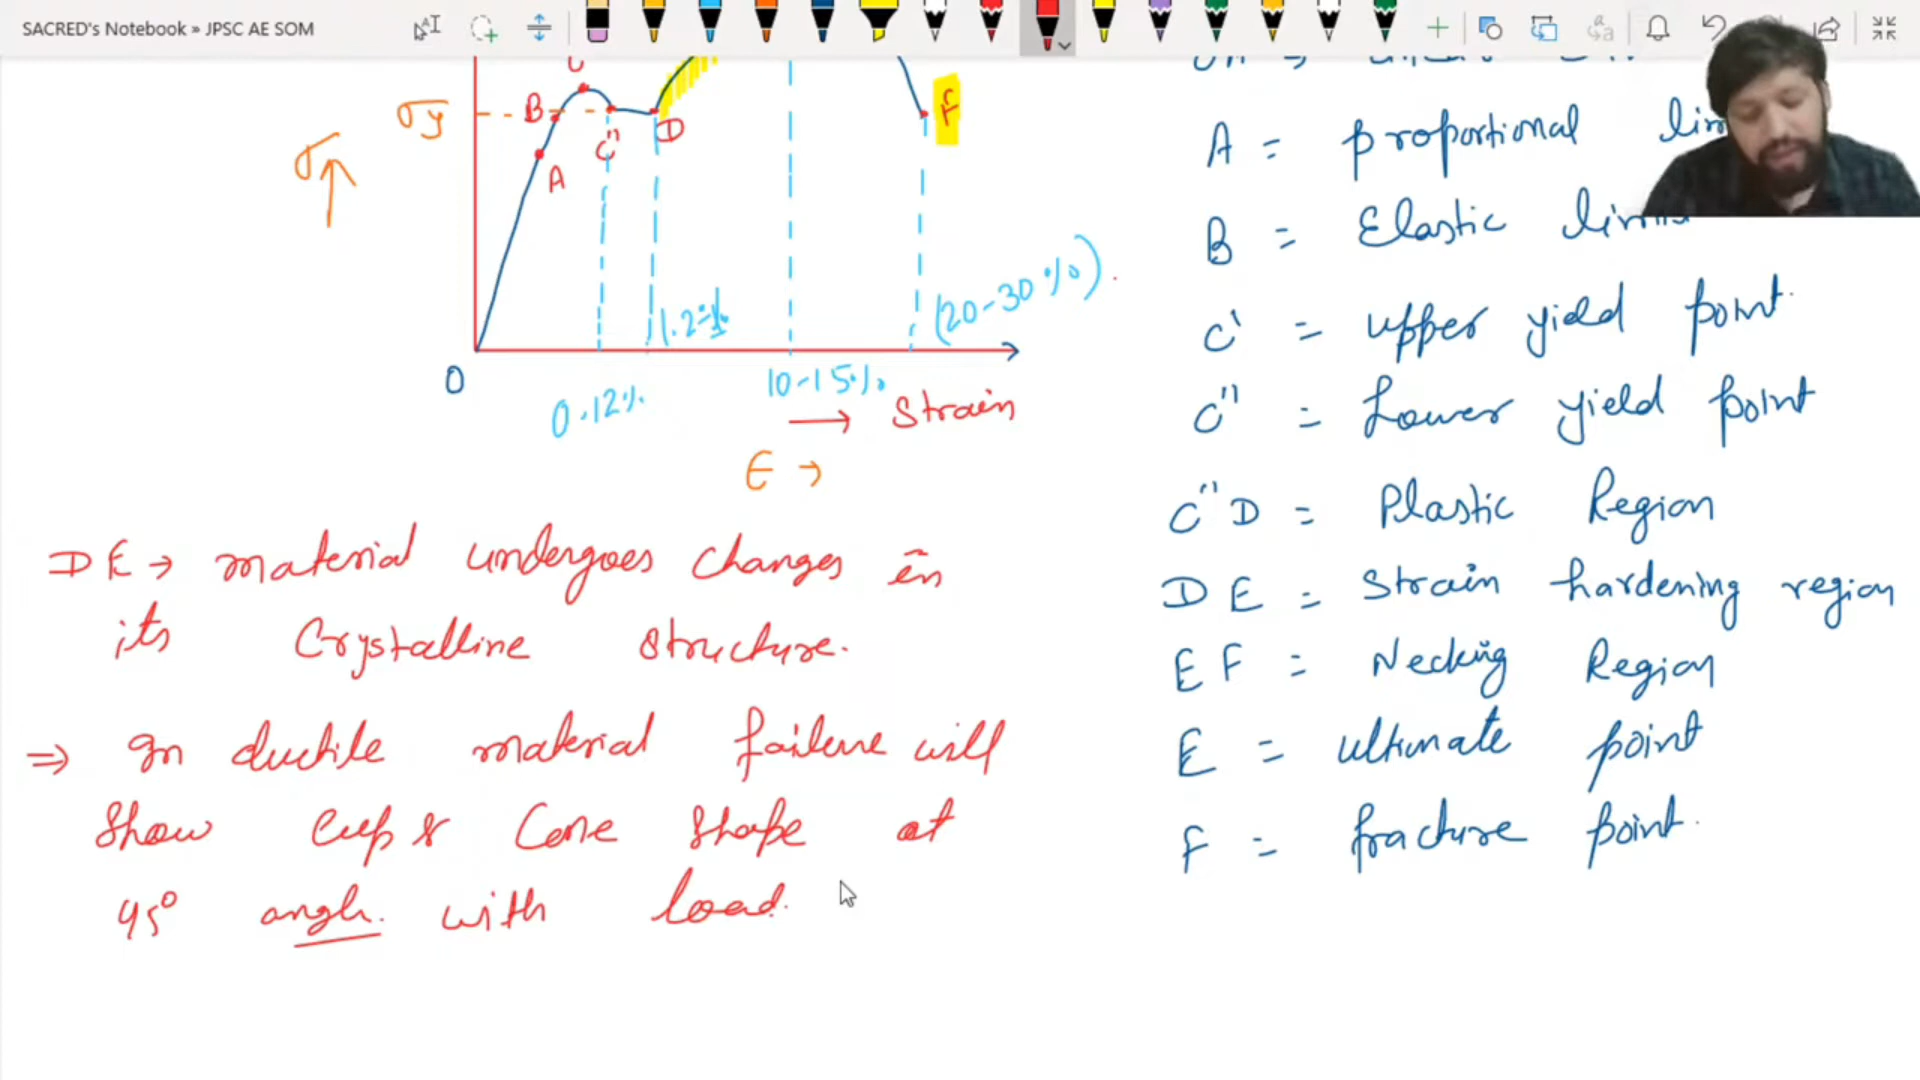 SACRED's Notebook » JPSC AE SOM
σy
B
C"
D
F
σ
A
(20-30%).
1.2%
O
0.12%
10-15%
→ Strain
ϵ →
DE → material undergoes changes in
its Crystalline structure.
⇒ In ductile material failure will
Show Cup & Cone Shape at
45° angle. with load.
A = proportional
B = Elastic
C' = upper yield point.
C" = Lower yield point
C"D = Plastic Region
DE = Strain hardening region
EF = Necking Region
E = ultimate point
F = fracture point.